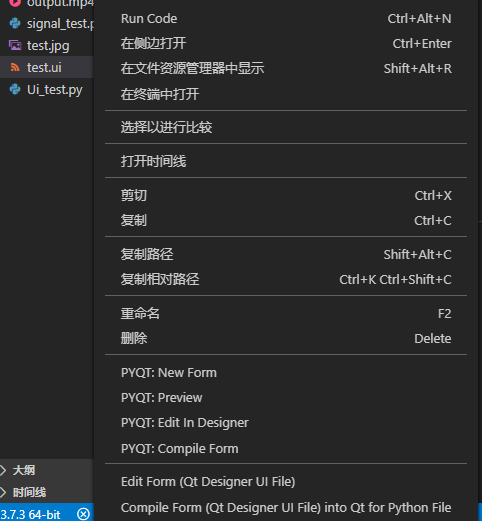 output.mp4
signal_test.p
test.jpg
test.ui
Ui_test.py
大纲
时间线
3.7.3 64-bit
Run Code Ctrl+Alt+N
在侧边打开 Ctrl+Enter
在文件资源管理器中显示 Shift+Alt+R
在终端中打开
选择以进行比较
打开时间线
剪切 Ctrl+X
复制 Ctrl+C
复制路径 Shift+Alt+C
复制相对路径 Ctrl+K Ctrl+Shift+C
重命名 F2
删除 Delete
PYQT: New Form
PYQT: Preview
PYQT: Edit In Designer
PYQT: Compile Form
Edit Form (Qt Designer UI File)
Compile Form (Qt Designer UI File) into Qt for Python File